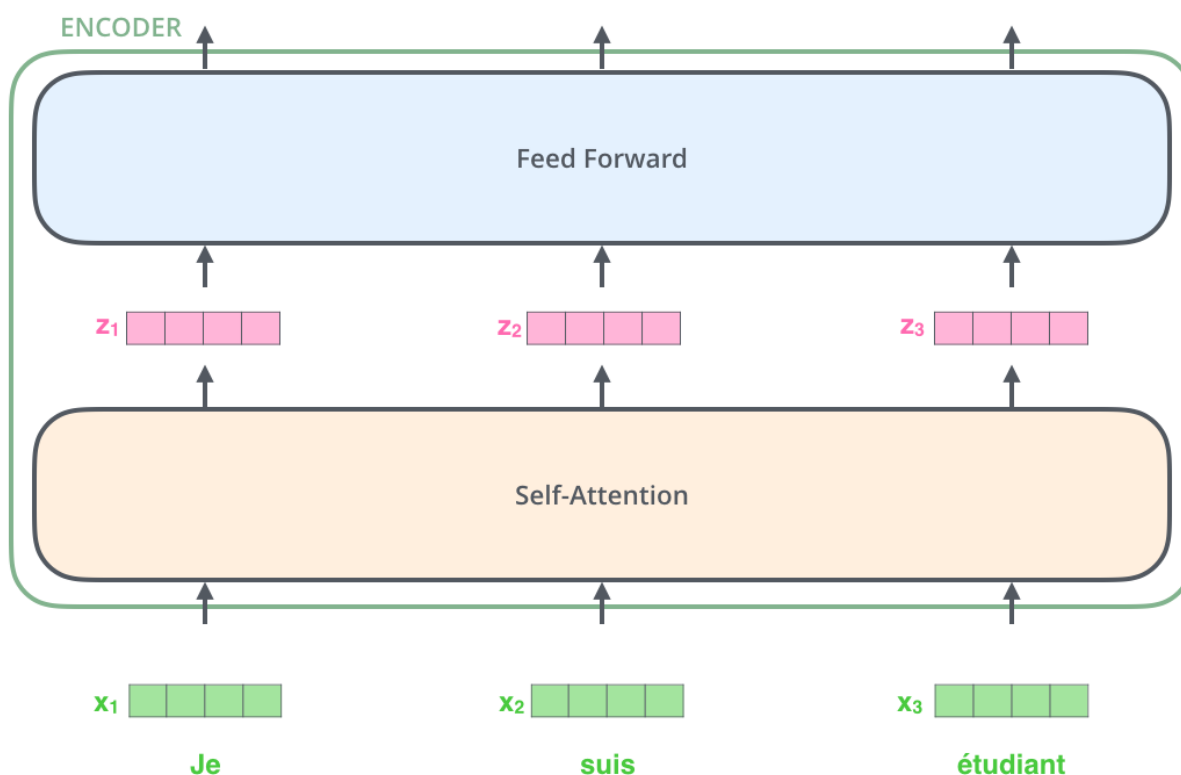 ENCODER
Feed Forward
z₁ z₂ z₃
Self-Attention
x₁ x₂ x₃
Je suis étudiant